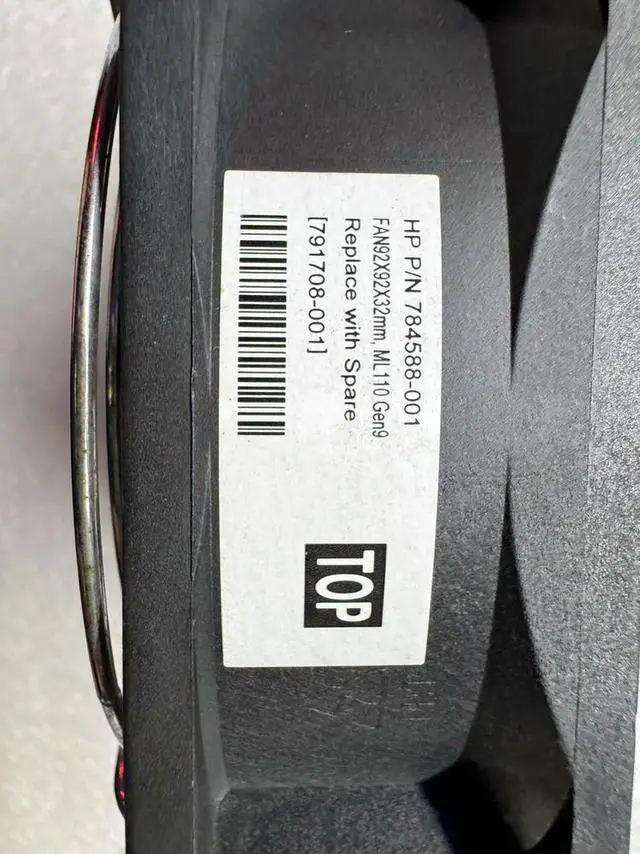 HP P/N 784588-001
FAN92X92X32mm, ML110 Gen9
Replace with Spare
[791708-001]
TOP